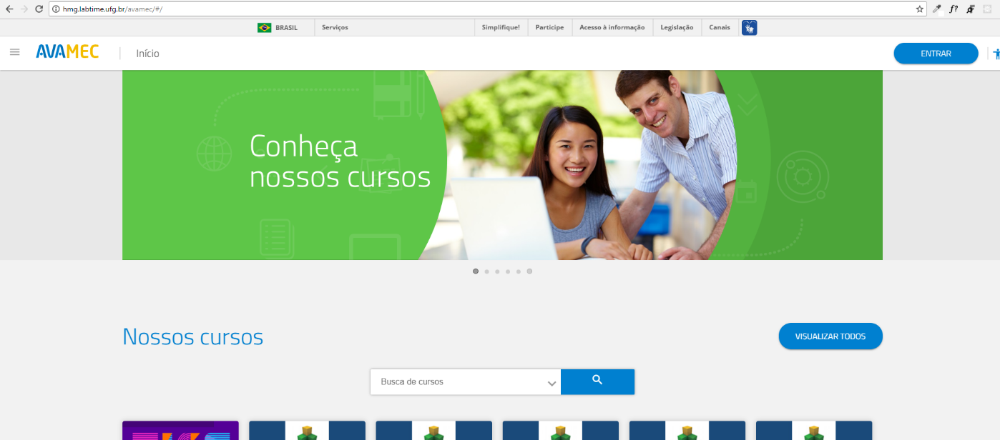 hmg.labtime.ufg.br/avamec/#/
f?
BRASIL Serviços Simplifique! Participe Acesso à informação Legislação Canais
AVAMEC Início ENTRAR
Conheça
nossos cursos
Nossos cursos VISUALIZAR TODOS
Busca de cursos